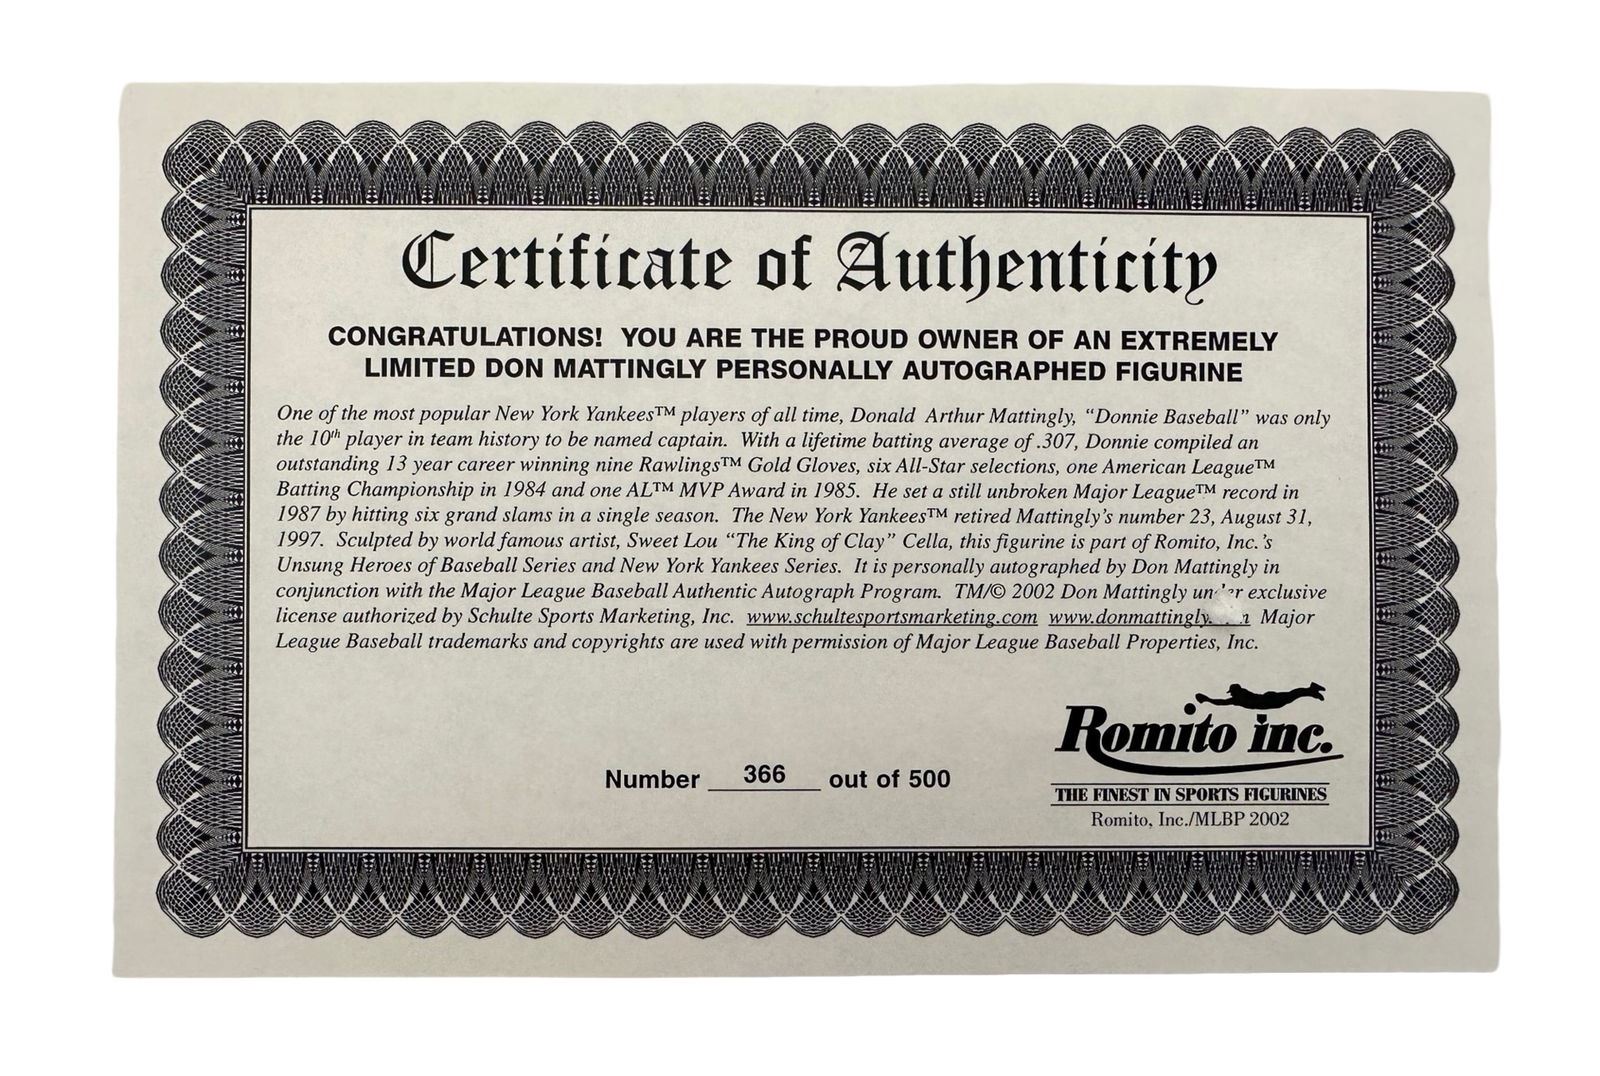 Certificate of Authenticity
CONGRATULATIONS! YOU ARE THE PROUD OWNER OF AN EXTREMELY
LIMITED DON MATTINGLY PERSONALLY AUTOGRAPHED FIGURINE
One of the most popular New York Yankees™ players of all time, Donald Arthur Mattingly, “Donnie Baseball” was only
the 10th player in team history to be named captain. With a lifetime batting average of .307, Donnie compiled an
outstanding 13 year career winning nine Rawlings™ Gold Gloves, six All-Star selections, one American League™
Batting Championship in 1984 and one AL™ MVP Award in 1985. He set a still unbroken Major League™ record in
1987 by hitting six grand slams in a single season. The New York Yankees™ retired Mattingly’s number 23, August 31,
1997. Sculpted by world famous artist, Sweet Lou “The King of Clay” Cella, this figurine is part of Romito, Inc.’s
Unsung Heroes of Baseball Series and New York Yankees Series. It is personally autographed by Don Mattingly in
conjunction with the Major League Baseball Authentic Autograph Program. TM/© 2002 Don Mattingly under exclusive
license authorized by Schulte Sports Marketing, Inc. www.schultesportsmarketing.com Major
League Baseball trademarks and copyrights are used with permission of Major League Baseball Properties, Inc.
Romito inc.
Number 366 out of 500
THE FINEST IN SPORTS FIGURINES
Romito, Inc./MLBP 2002